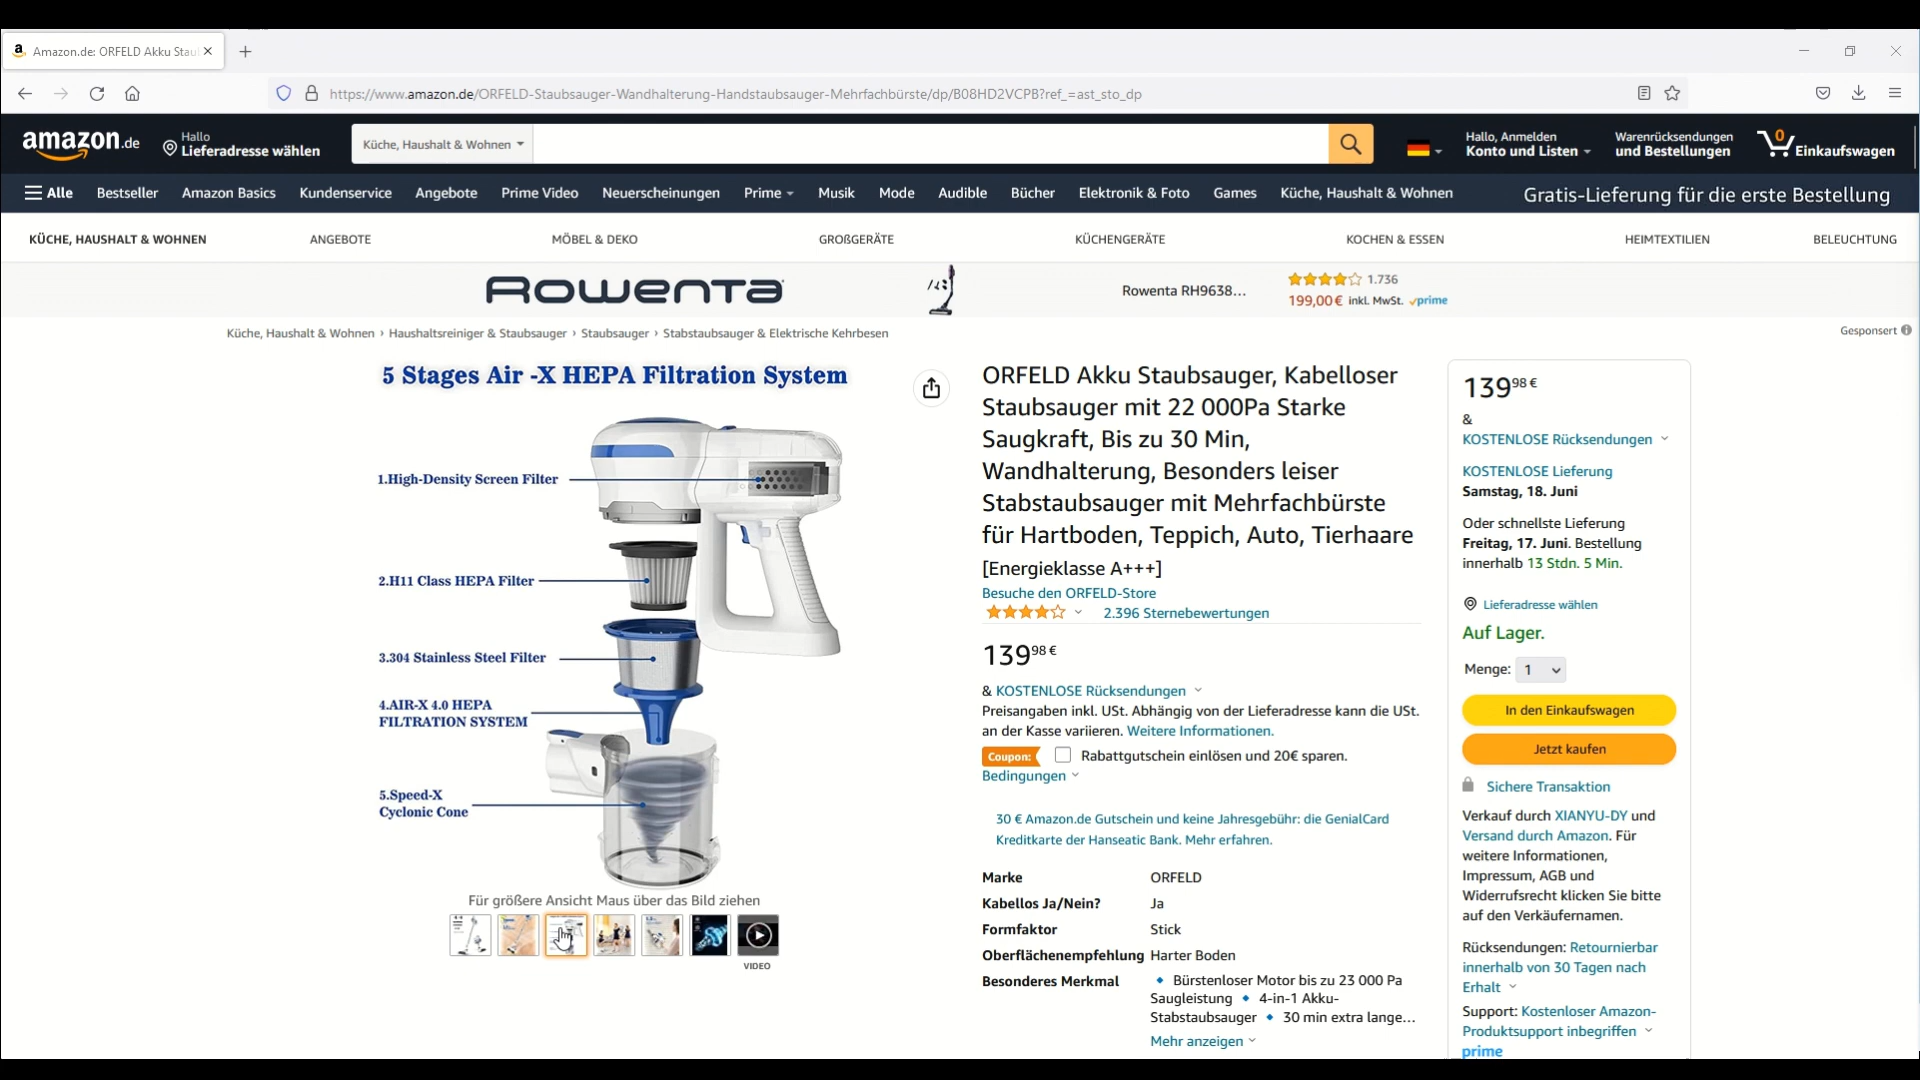 Amazon.de: ORFELD Akku Stau
https://www.amazon.de/ORFELD-Staubsauger-Wandhalterung-Handstaubsauger-Mehrfachbürste/dp/B08HD2VCPB?ref_=ast_sto_dp
amazon.de
Hallo
Lieferadresse wählen
Küche, Haushalt & Wohnen
Hallo, Anmelden
Konto und Listen
Warenrücksendungen
und Bestellungen
0
Einkaufswagen
Alle
Bestseller
Amazon Basics
Kundenservice
Angebote
Prime Video
Neuerscheinungen
Prime
Musik
Mode
Audible
Bücher
Elektronik & Foto
Games
Küche, Haushalt & Wohnen
Gratis-Lieferung für die erste Bestellung
KÜCHE, HAUSHALT & WOHNEN
ANGEBOTE
MÖBEL & DEKO
GROßGERÄTE
KÜCHENGERÄTE
KOCHEN & ESSEN
HEIMTEXTILIEN
BELEUCHTUNG
Rowenta
Rowenta RH9638...
1.736
199,00 € inkl. MwSt. prime
Küche, Haushalt & Wohnen › Haushaltsreiniger & Staubsauger › Staubsauger › Stabstaubsauger & Elektrische Kehrbesen
Gesponsert
5 Stages Air -X HEPA Filtration System
1.High-Density Screen Filter
2.H11 Class HEPA Filter
3.304 Stainless Steel Filter
4.AIR-X 4.0 HEPA
FILTRATION SYSTEM
5.Speed-X
Cyclonic Cone
Für größere Ansicht Maus über das Bild ziehen
VIDEO
ORFELD Akku Staubsauger, Kabelloser
Staubsauger mit 22 000Pa Starke
Saugkraft, Bis zu 30 Min,
Wandhalterung, Besonders leiser
Stabstaubsauger mit Mehrfachbürste
für Hartboden, Teppich, Auto, Tierhaare
[Energieklasse A+++]
Besuche den ORFELD-Store
2.396 Sternebewertungen
13998 €
& KOSTENLOSE Rücksendungen
Preisangaben inkl. USt. Abhängig von der Lieferadresse kann die USt.
an der Kasse variieren. Weitere Informationen.
Coupon: Rabattgutschein einlösen und 20€ sparen.
Bedingungen
30 € Amazon.de Gutschein und keine Jahresgebühr: die GenialCard
Kreditkarte der Hanseatic Bank. Mehr erfahren.
Marke ORFELD
Kabellos Ja/Nein? Ja
Formfaktor Stick
Oberflächenempfehlung Harter Boden
Besonderes Merkmal 🔹 Bürstenloser Motor bis zu 23 000 Pa
Saugleistung 🔹 4-in-1 Akku-
Stabstaubsauger 🔹 30 min extra lange...
Mehr anzeigen
13998 €
&
KOSTENLOSE Rücksendungen
KOSTENLOSE Lieferung
Samstag, 18. Juni
Oder schnellste Lieferung
Freitag, 17. Juni. Bestellung
innerhalb 13 Stdn. 5 Min.
Lieferadresse wählen
Auf Lager.
Menge: 1
In den Einkaufswagen
Jetzt kaufen
Sichere Transaktion
Verkauf durch XIANYU-DY und
Versand durch Amazon. Für
weitere Informationen,
Impressum, AGB und
Widerrufsrecht klicken Sie bitte
auf den Verkäufernamen.
Rücksendungen: Retournierbar
innerhalb von 30 Tagen nach
Erhalt
Support: Kostenloser Amazon-
Produktsupport inbegriffen
prime